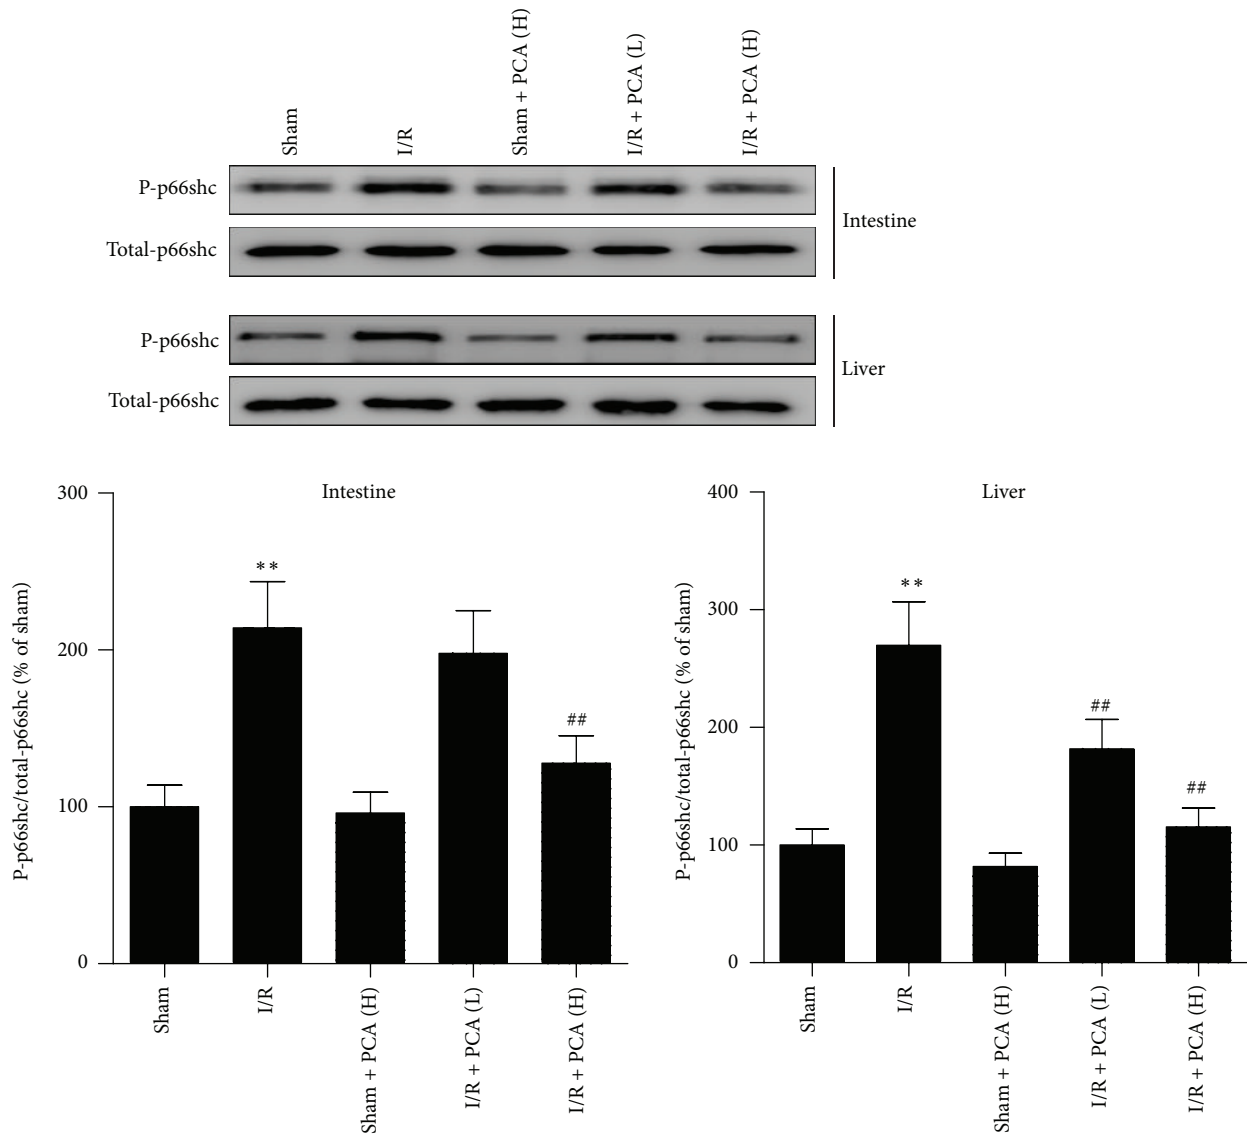 Sham
I/R
Sham + PCA (H)
I/R + PCA (L)
I/R + PCA (H)
P-p66shc
Total-p66shc
Intestine
P-p66shc
Total-p66shc
Liver
Intestine
P-p66shc/total-p66shc (% of sham)
300
200
100
0
**
##
Sham
I/R
Sham + PCA (H)
I/R + PCA (L)
I/R + PCA (H)
Liver
P-p66shc/total-p66shc (% of sham)
400
300
200
100
0
**
##
##
Sham
I/R
Sham + PCA (H)
I/R + PCA (L)
I/R + PCA (H)